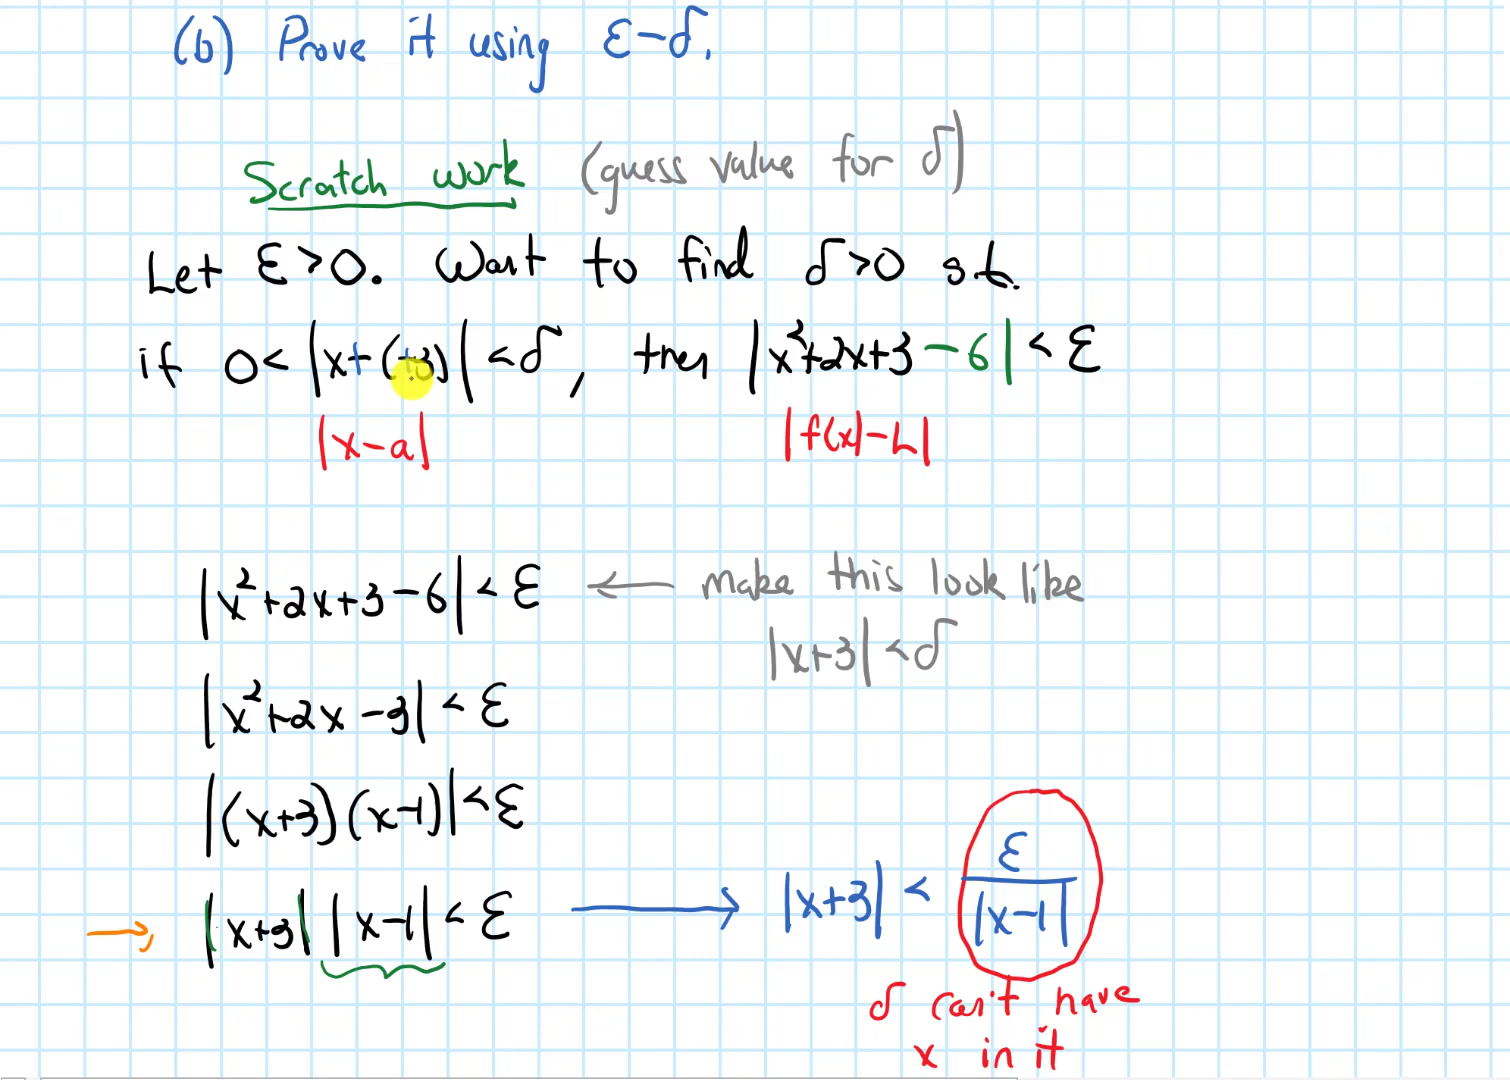 (b) Prove it using ε-δ.
Scratch work (guess value for δ)
Let ε>0. Want to find δ>0 s.t.
if 0< |x+(+3)| <δ, then |x²+2x+3-6| < ε
|x-a| |f(x)-L|
|x²+2x+3-6| < ε ← make this look like
|x+3| <δ
|x²+2x-3| < ε
|(x+3)(x-1)| < ε
→ |x+3| |x-1| < ε → |x+3| < ε/|x-1|
δ can't have
x in it